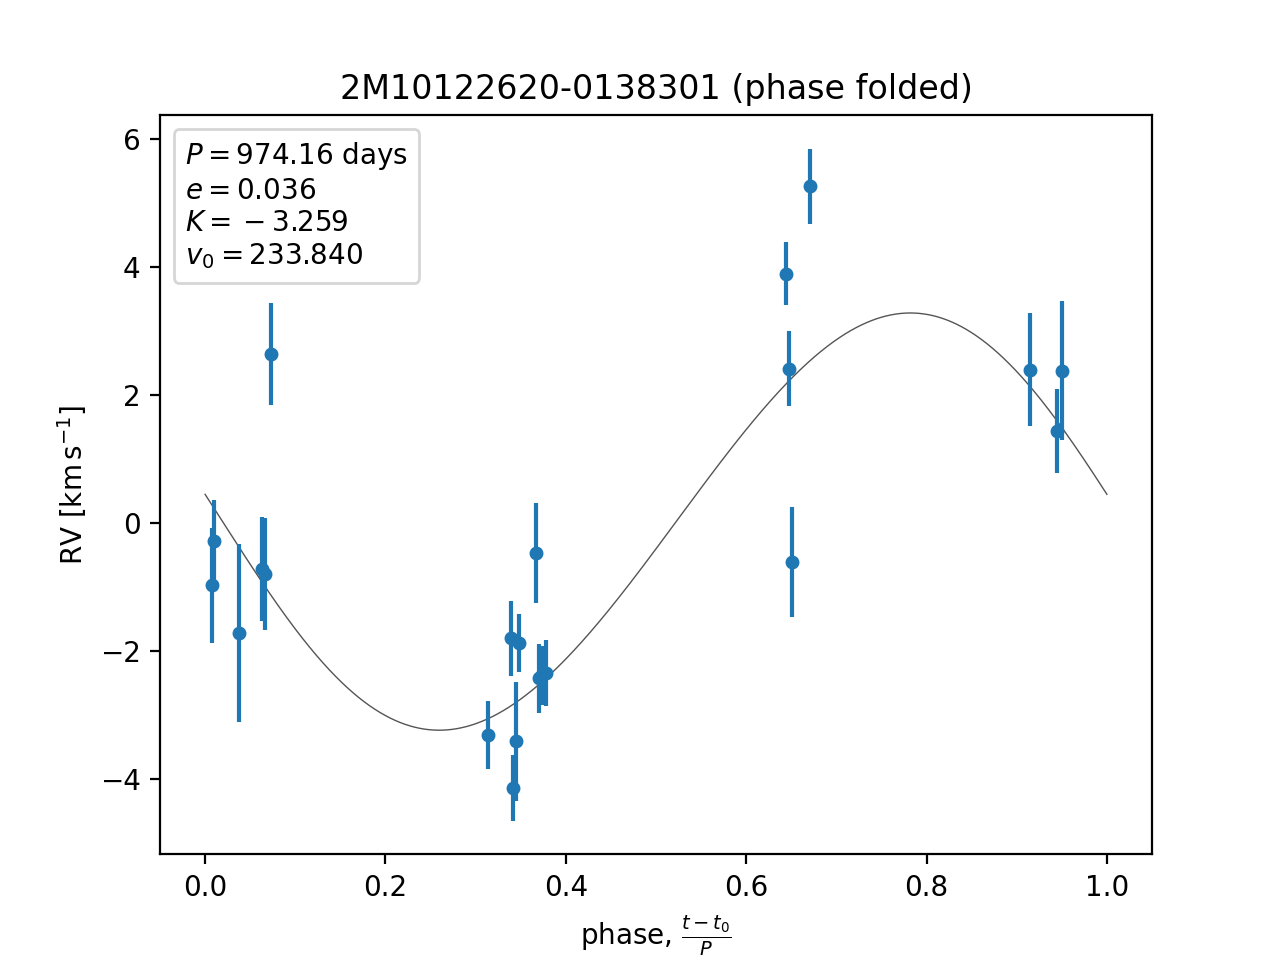 2M10122620-0138301 (phase folded)
P = 974.16 days
e = 0.036
K = −3.259
v₀ = 233.840
RV [km s⁻¹]
6
4
2
0
−2
−4
0.0 0.2 0.4 0.6 0.8 1.0
phase, (t − t₀)/P